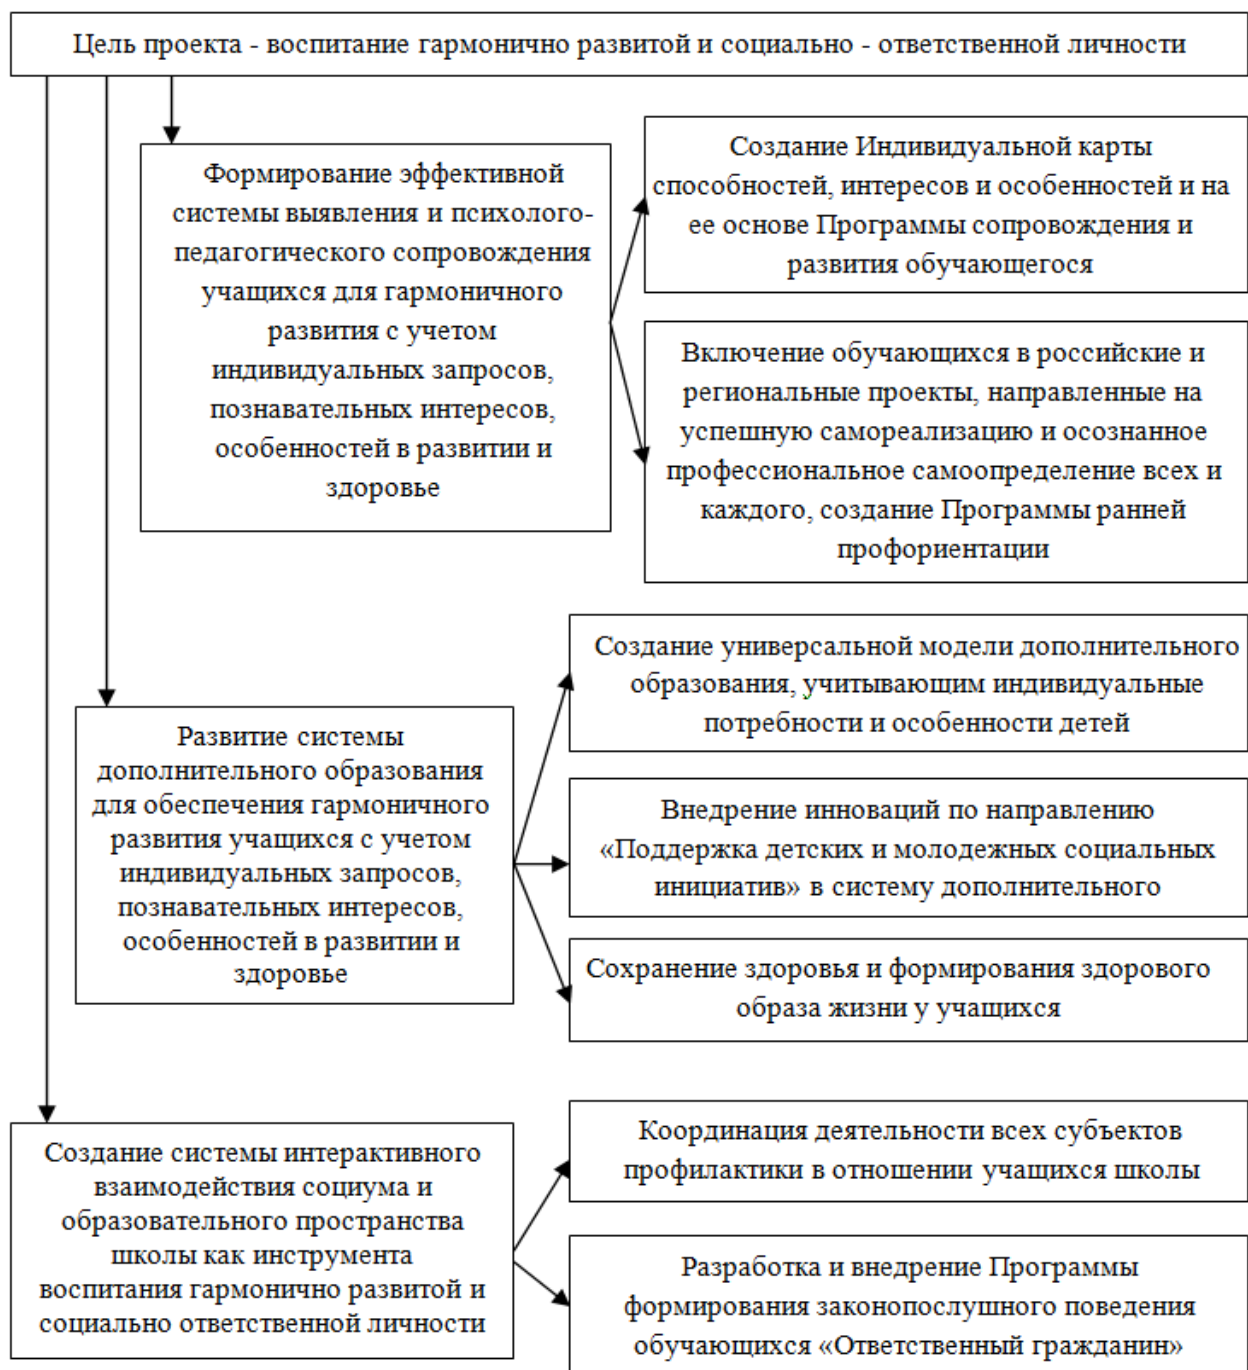 Цель проекта - воспитание гармонично развитой и социально - ответственной личности
Формирование эффективной
системы выявления и психолого-
педагогического сопровождения
учащихся для гармоничного
развития с учетом
индивидуальных запросов,
познавательных интересов,
особенностей в развитии и
здоровье
Создание Индивидуальной карты
способностей, интересов и особенностей и на
ее основе Программы сопровождения и
развития обучающегося
Включение обучающихся в российские и
региональные проекты, направленные на
успешную самореализацию и осознанное
профессиональное самоопределение всех и
каждого, создание Программы ранней
профориентации
Развитие системы
дополнительного образования
для обеспечения гармоничного
развития учащихся с учетом
индивидуальных запросов,
познавательных интересов,
особенностей в развитии и
здоровье
Создание универсальной модели дополнительного
образования, учитывающим индивидуальные
потребности и особенности детей
Внедрение инноваций по направлению
«Поддержка детских и молодежных социальных
инициатив» в систему дополнительного
Сохранение здоровья и формирования здорового
образа жизни у учащихся
Создание системы интерактивного
взаимодействия социума и
образовательного пространства
школы как инструмента
воспитания гармонично развитой и
социально ответственной личности
Координация деятельности всех субъектов
профилактики в отношении учащихся школы
Разработка и внедрение Программы
формирования законопослушного поведения
обучающихся «Ответственный гражданин»